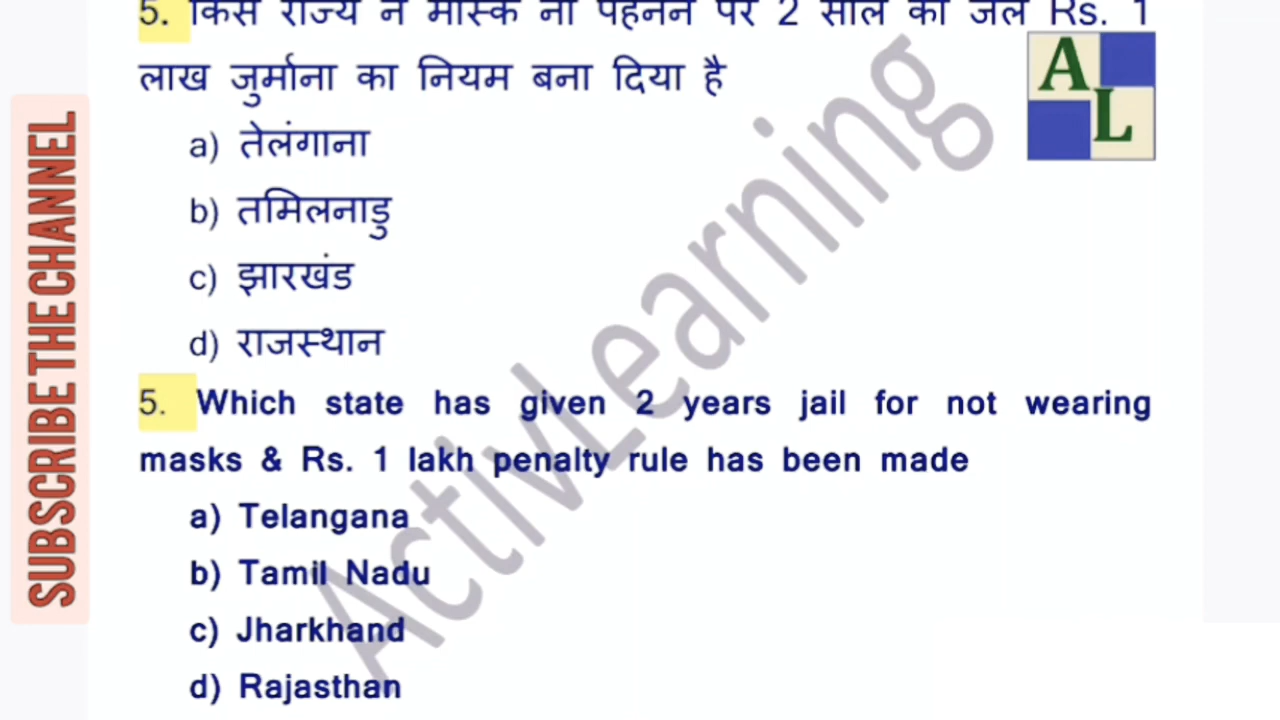 5. किस राज्य ने मास्क ना पहनने पर 2 साल की जेल Rs. 1
लाख जुर्माना का नियम बना दिया है
a) तेलंगाना
b) तमिलनाडु
c) झारखंड
d) राजस्थान
5. Which state has given 2 years jail for not wearing
masks & Rs. 1 lakh penalty rule has been made
a) Telangana
b) Tamil Nadu
c) Jharkhand
d) Rajasthan
SUBSCRIBE THE CHANNEL
AL
ActivLearning